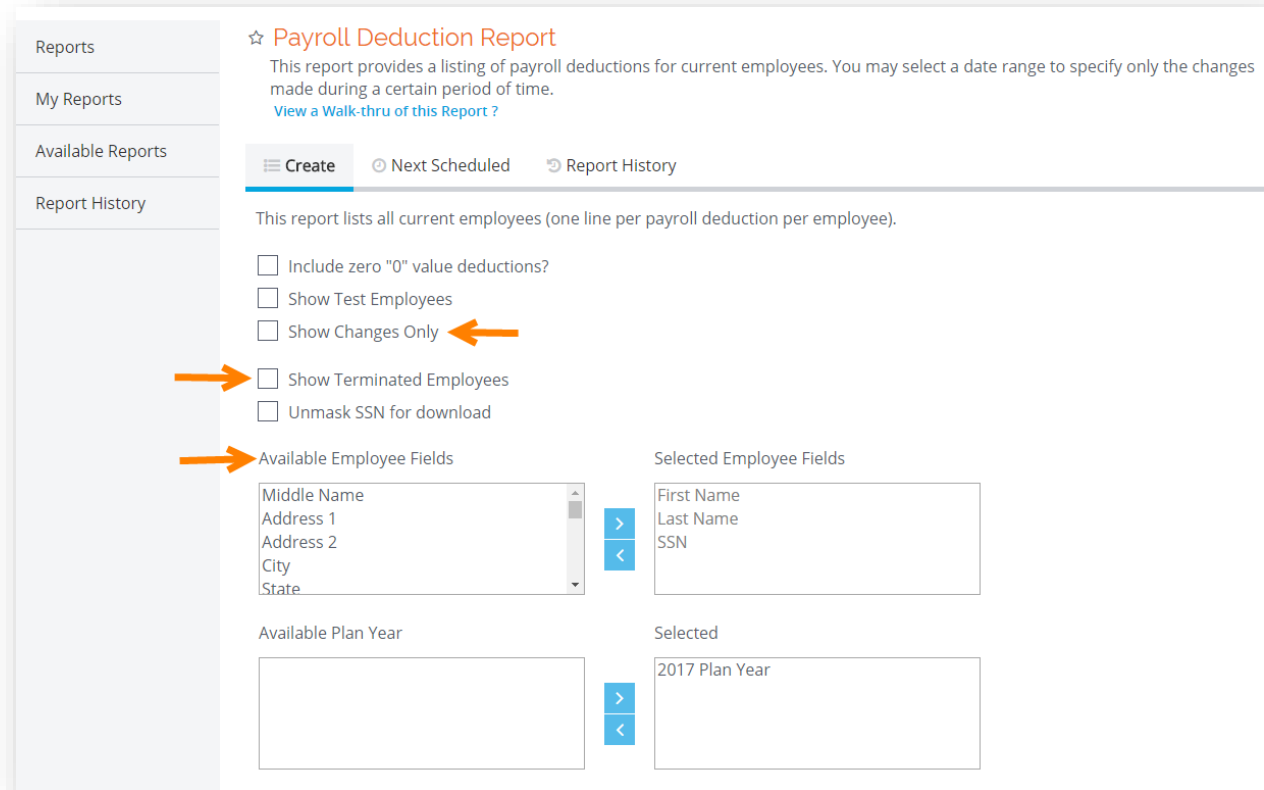 Reports
My Reports
Available Reports
Report History
Payroll Deduction Report
This report provides a listing of payroll deductions for current employees. You may select a date range to specify only the changes
made during a certain period of time.
View a Walk-thru of this Report ?
Create
Next Scheduled
Report History
This report lists all current employees (one line per payroll deduction per employee).
Include zero "0" value deductions?
Show Test Employees
Show Changes Only
Show Terminated Employees
Unmask SSN for download
Available Employee Fields
Middle Name
Address 1
Address 2
City
State
Selected Employee Fields
First Name
Last Name
SSN
Available Plan Year
Selected
2017 Plan Year